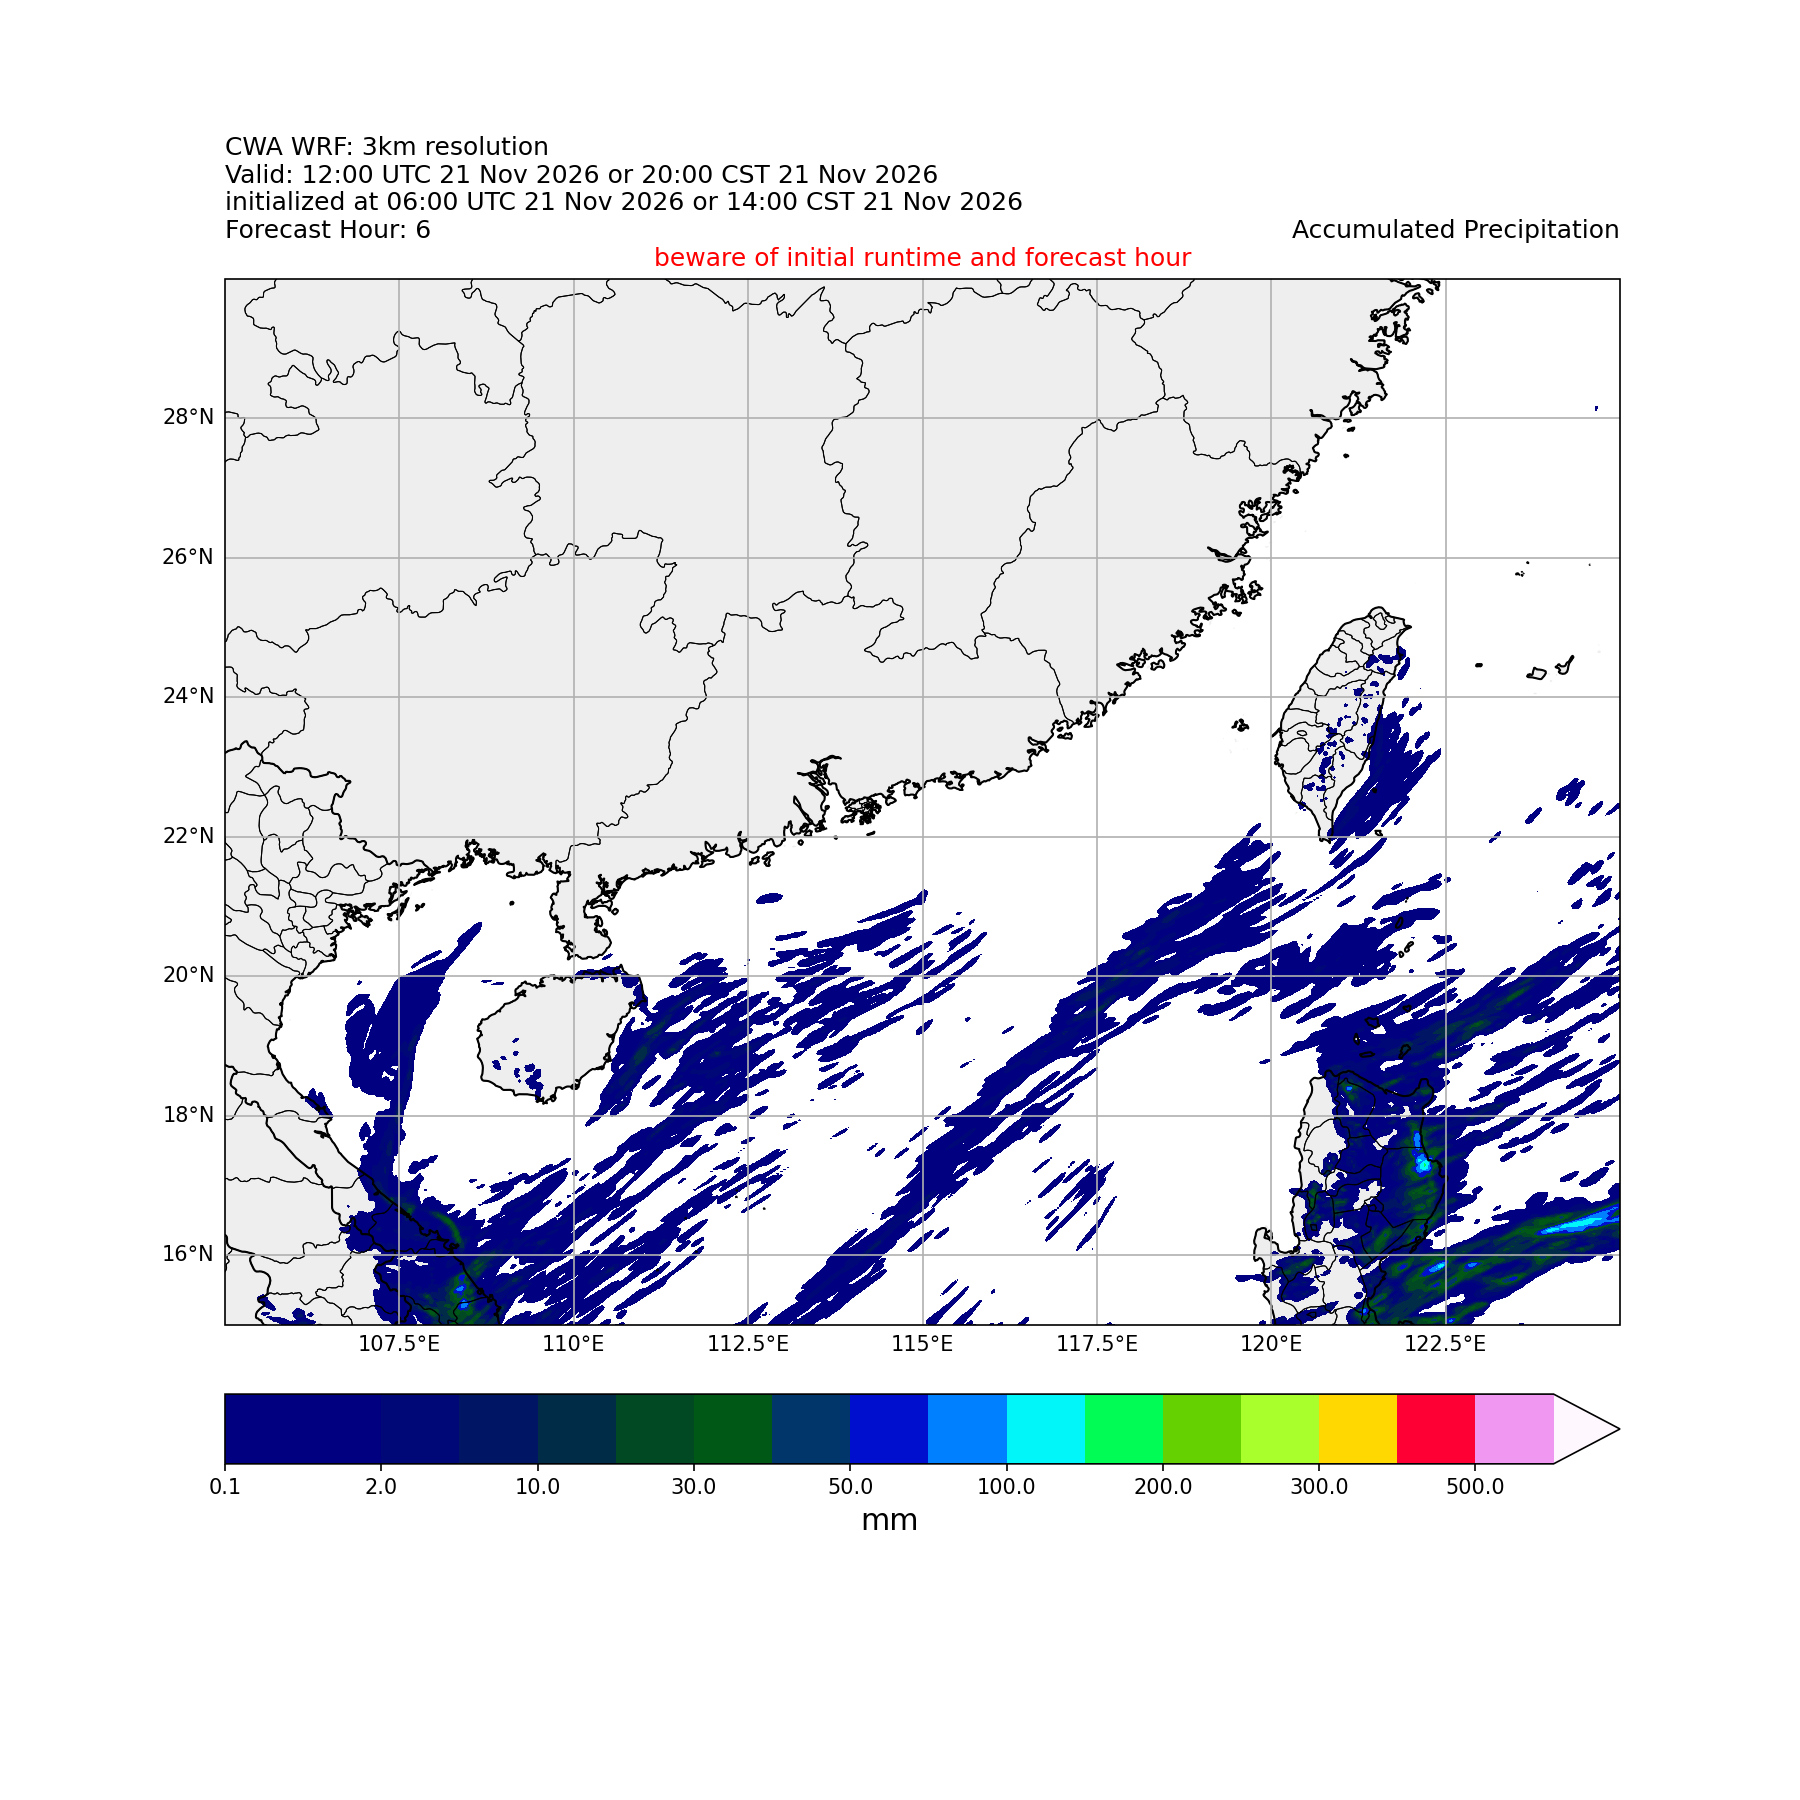 CWA WRF: 3km resolution
Valid: 12:00 UTC 21 Nov 2026 or 20:00 CST 21 Nov 2026
initialized at 06:00 UTC 21 Nov 2026 or 14:00 CST 21 Nov 2026
Forecast Hour: 6
Accumulated Precipitation
beware of initial runtime and forecast hour
28°N
26°N
24°N
22°N
20°N
18°N
16°N
107.5°E 110°E 112.5°E 115°E 117.5°E 120°E 122.5°E
0.1 2.0 10.0 30.0 50.0 100.0 200.0 300.0 500.0
mm